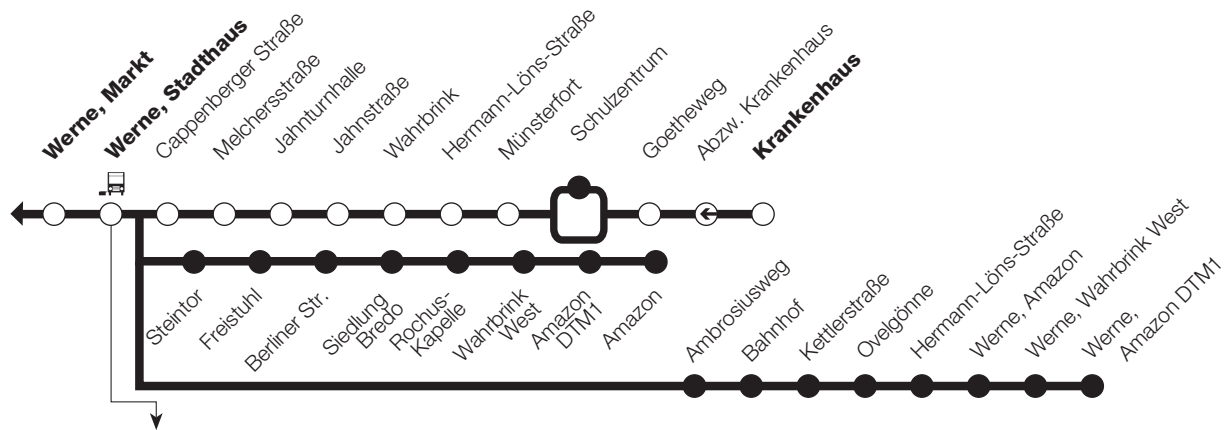 Werne, Markt
Werne, Stadthaus
Cappenberger Straße
Melchersstraße
Jahnturnhalle
Jahnstraße
Wahrbrink
Hermann-Löns-Straße
Münsterfort
Schulzentrum
Goetheweg
Abzw. Krankenhaus
Krankenhaus
Steintor
Freistuhl
Berliner Str.
Siedlung
Bredo
Rochus-
Kapelle
Wahrbrink
West
Amazon
DTM1
Amazon
Ambrosiusweg
Bahnhof
Kettlerstraße
Ovelgönne
Hermann-Löns-Straße
Werne, Amazon
Werne, Wahrbrink West
Werne,
Amazon DTM1